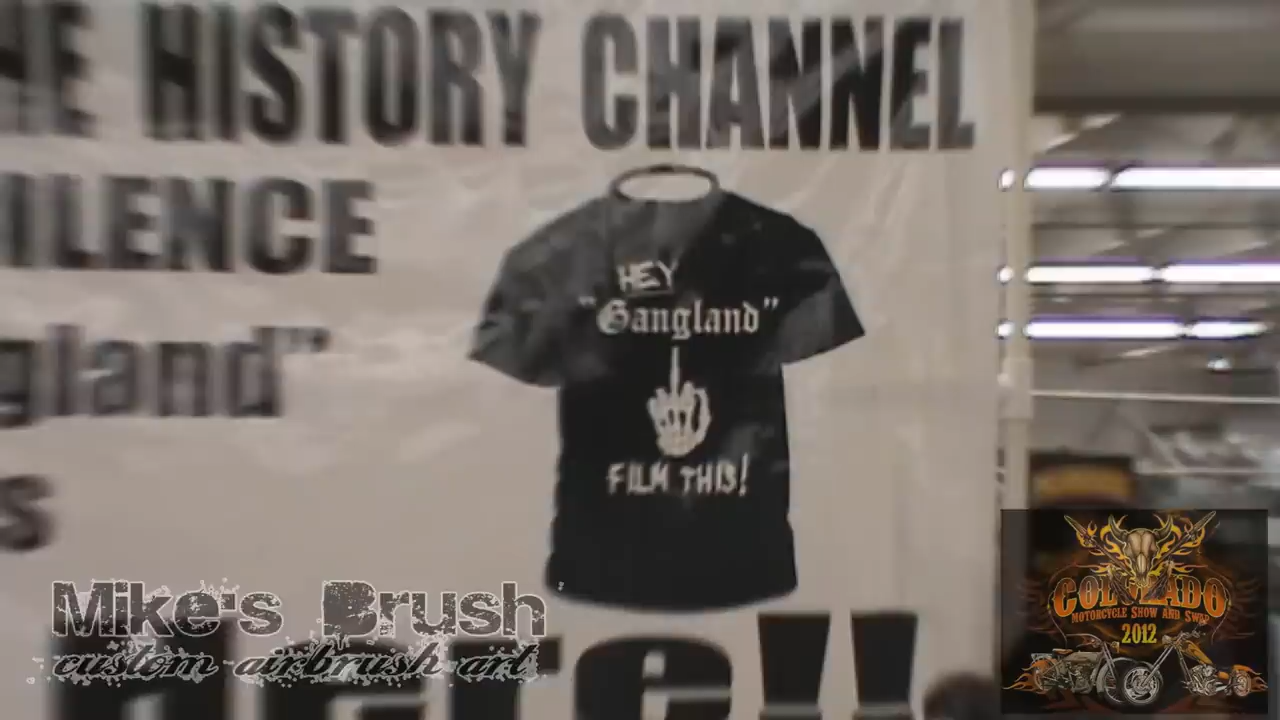 HE HISTORY CHANNEL
ILENCE
gland"
s
HEY
"Gangland"
FILM THIS!
Here!!
Mike's Brush
custom airbrush art
COLORADO
MOTORCYCLE SHOW AND SWAP
2012